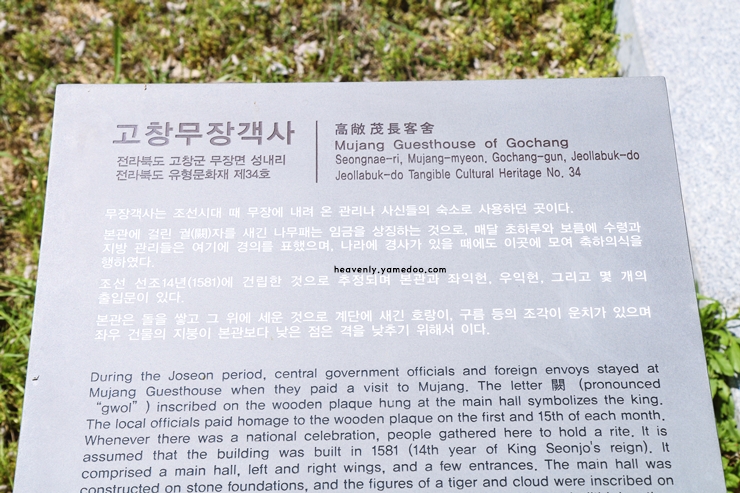 고창무장객사
전라북도 고창군 무장면 성내리
전라북도 유형문화재 제34호
高敞 茂長客舍
Mujang Guesthouse of Gochang
Seongnae-ri, Mujang-myeon, Gochang-gun, Jeollabuk-do
Jeollabuk-do Tangible Cultural Heritage No. 34
무장객사는 조선시대 때 무장에 내려 온 관리나 사신들의 숙소로 사용하던 곳이다.
본관에 걸린 궐(闕)자를 새긴 나무패는 임금을 상징하는 것으로, 매달 초하루와 보름에 수령과
지방 관리들은 여기에 경의를 표했으며, 나라에 경사가 있을 때에도 이곳에 모여 축하의식을
행하였다.
heavenly.yamedoo.com
조선 선조14년(1581)에 건립한 것으로 추정되며 본관과 좌익헌, 우익헌, 그리고 몇 개의
출입문이 있다.
본관은 돌을 쌓고 그 위에 세운 것으로 계단에 새긴 호랑이, 구름 등의 조각이 운치가 있으며
좌우 건물의 지붕이 본관보다 낮은 점은 격을 낮추기 위해서 이다.
During the Joseon period, central government officials and foreign envoys stayed at
Mujang Guesthouse when they paid a visit to Mujang. The letter 闕 (pronounced
“gwol”) inscribed on the wooden plaque hung at the main hall symbolizes the king.
The local officials paid homage to the wooden plaque on the first and 15th of each month.
Whenever there was a national celebration, people gathered here to hold a rite. It is
assumed that the building was built in 1581 (14th year of King Seonjo's reign). It
comprised a main hall, left and right wings, and a few entrances. The main hall was
constructed on stone foundations, and the figures of a tiger and cloud were inscribed on